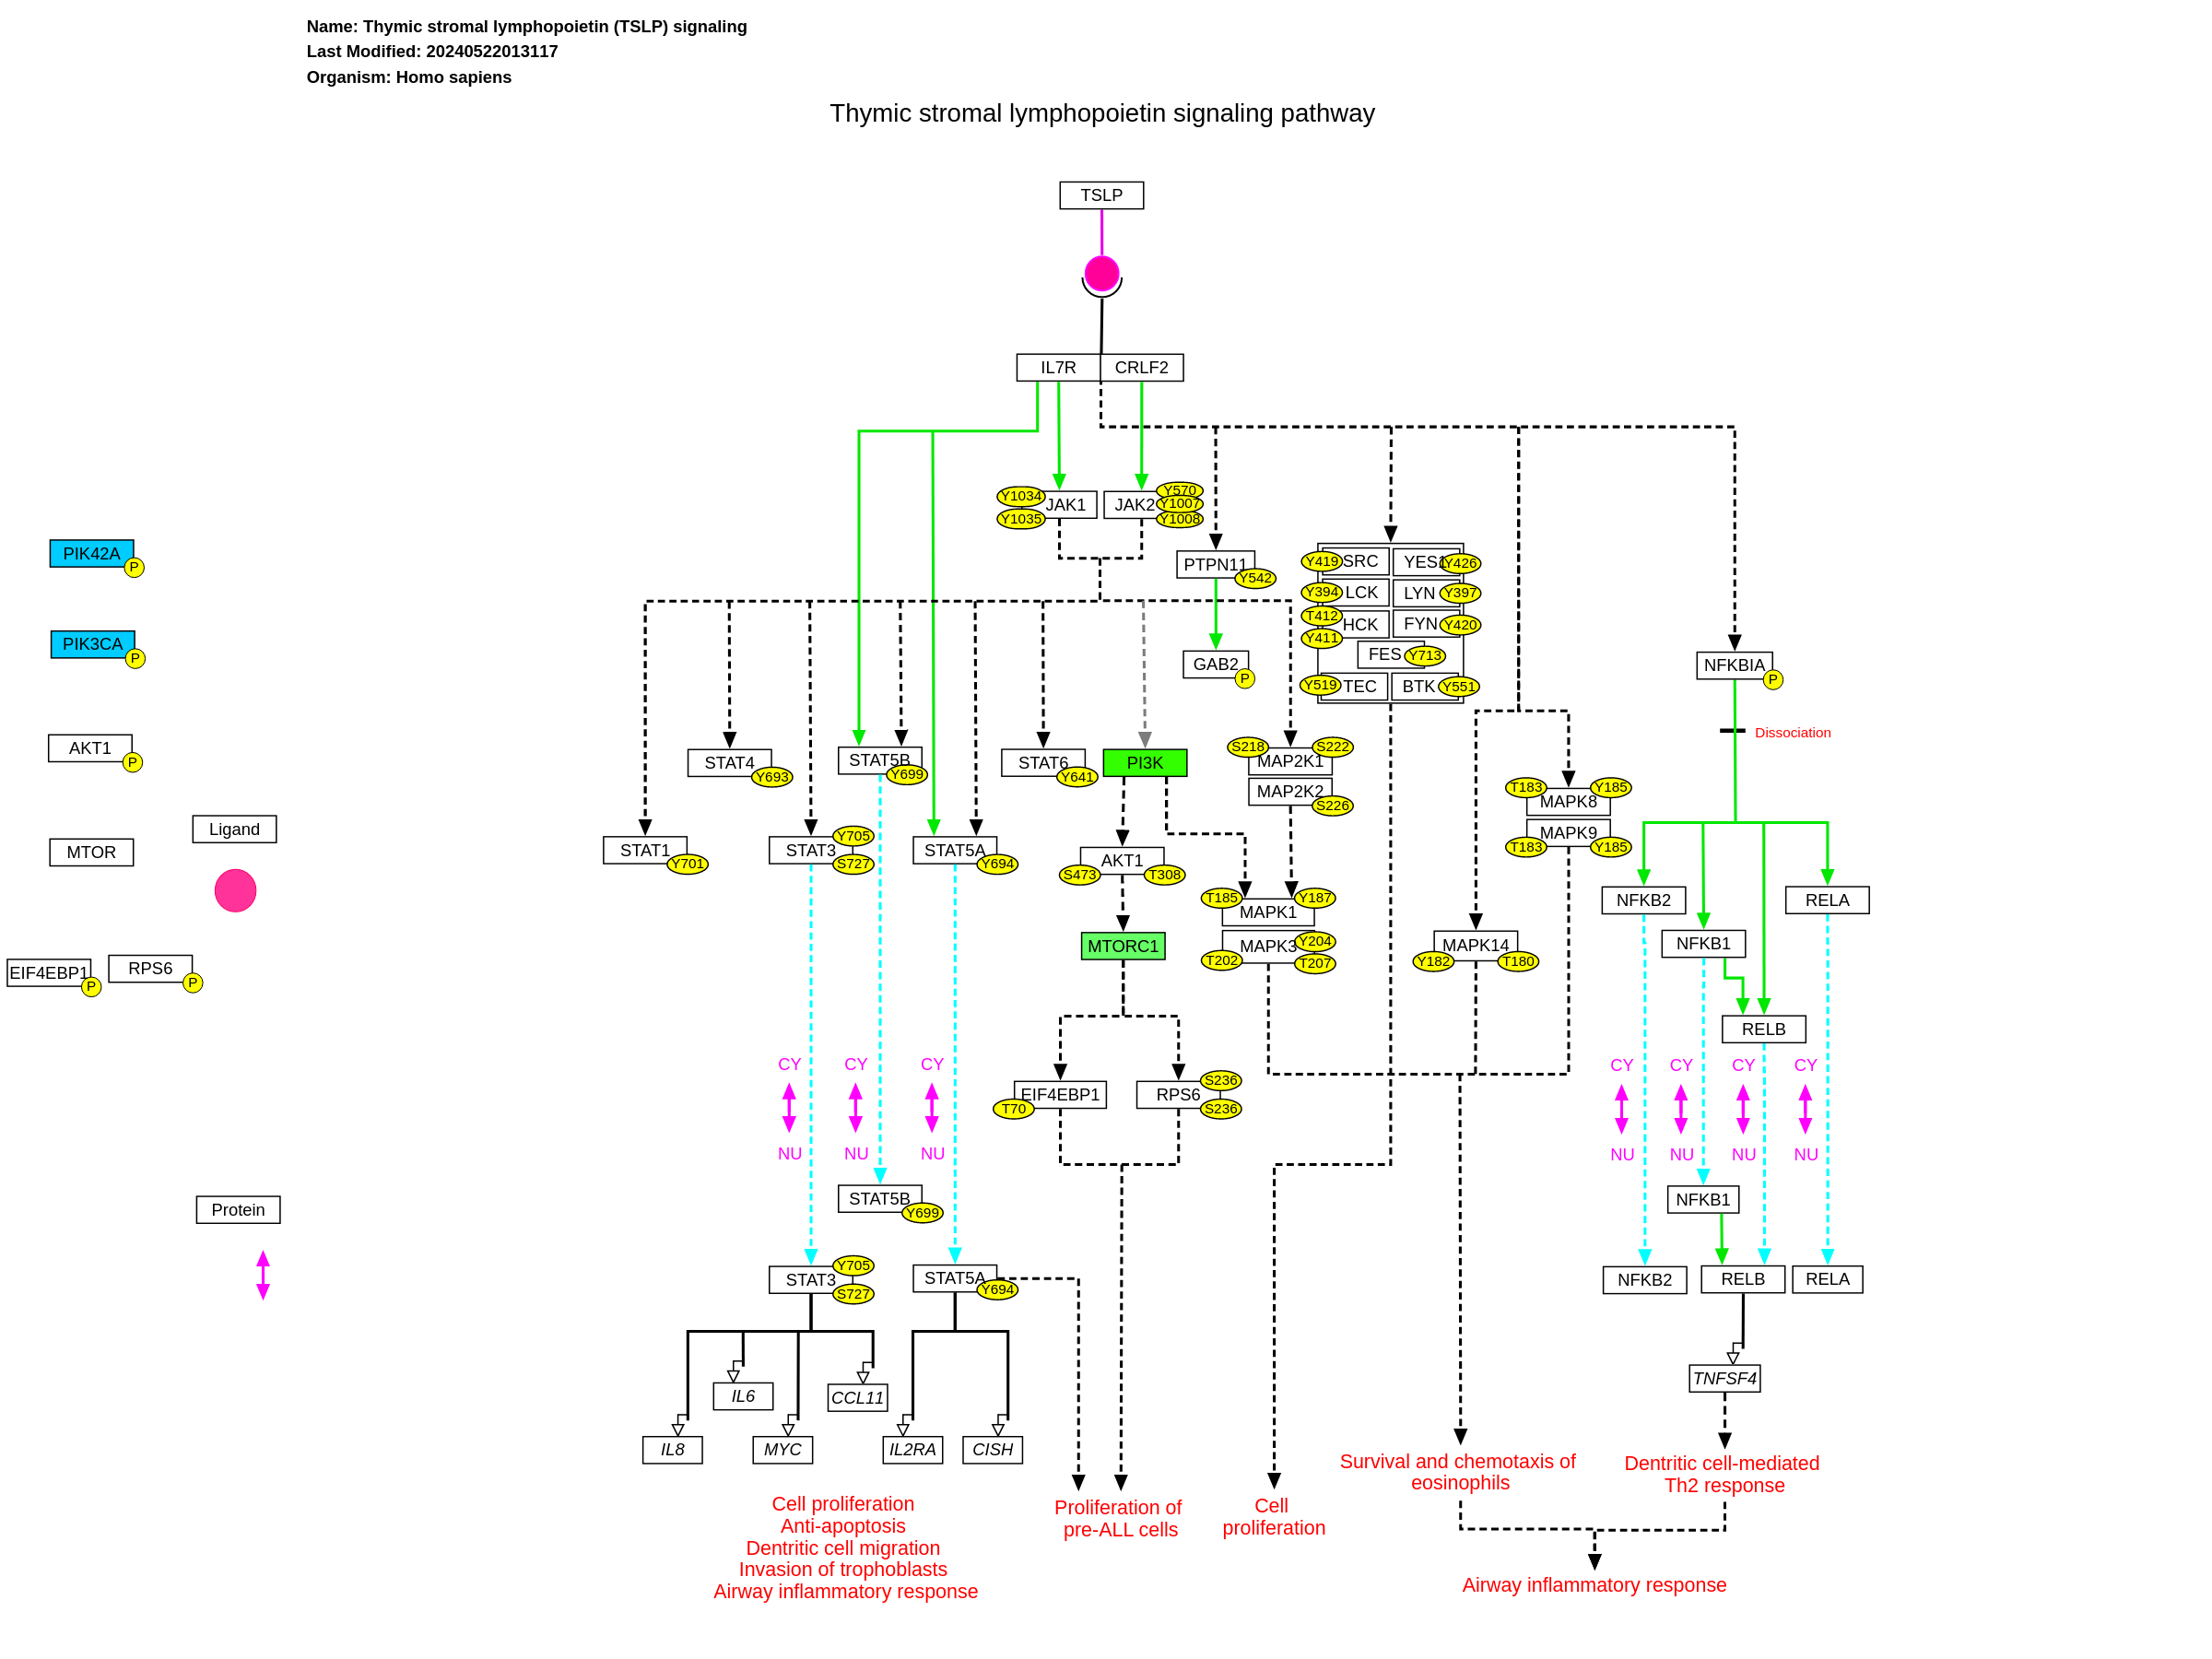 Name: Thymic stromal lymphopoietin (TSLP) signaling
Last Modified: 20240522013117
Organism: Homo sapiens
Thymic stromal lymphopoietin signaling pathway
TSLP
IL7R
CRLF2
Y1034
JAK1
Y1035
JAK2
Y570
Y1007
Y1008
PTPN11
Y542
Y419
SRC
YES1
Y426
Y394
LCK
LYN
Y397
T412
HCK
Y411
FYN
Y420
FES
Y713
Y519
TEC
BTK
Y551
GAB2
P
NFKBIA
P
Dissociation
PIK42A
P
PIK3CA
P
AKT1
P
MTOR
Ligand
EIF4EBP1
P
RPS6
P
Protein
STAT4
Y693
STAT5B
Y699
STAT6
Y641
PI3K
S218
S222
MAP2K1
MAP2K2
S226
T183
Y185
MAPK8
MAPK9
T183
Y185
STAT1
Y701
STAT3
Y705
S727
STAT5A
Y694
AKT1
S473
T308
T185
Y187
MAPK1
MAPK3
Y204
T202
T207
MTORC1
MAPK14
Y182
T180
NFKB2
RELA
NFKB1
RELB
CY
CY
CY
CY
CY
CY
CY
NU
NU
NU
NU
NU
NU
NU
EIF4EBP1
T70
RPS6
S236
S236
STAT5B
Y699
NFKB1
STAT3
Y705
S727
STAT5A
Y694
NFKB2
RELB
RELA
IL6
CCL11
IL8
MYC
IL2RA
CISH
TNFSF4
Cell proliferation
Anti-apoptosis
Dentritic cell migration
Invasion of trophoblasts
Airway inflammatory response
Proliferation of
pre-ALL cells
Cell
proliferation
Survival and chemotaxis of
eosinophils
Dentritic cell-mediated
Th2 response
Airway inflammatory response